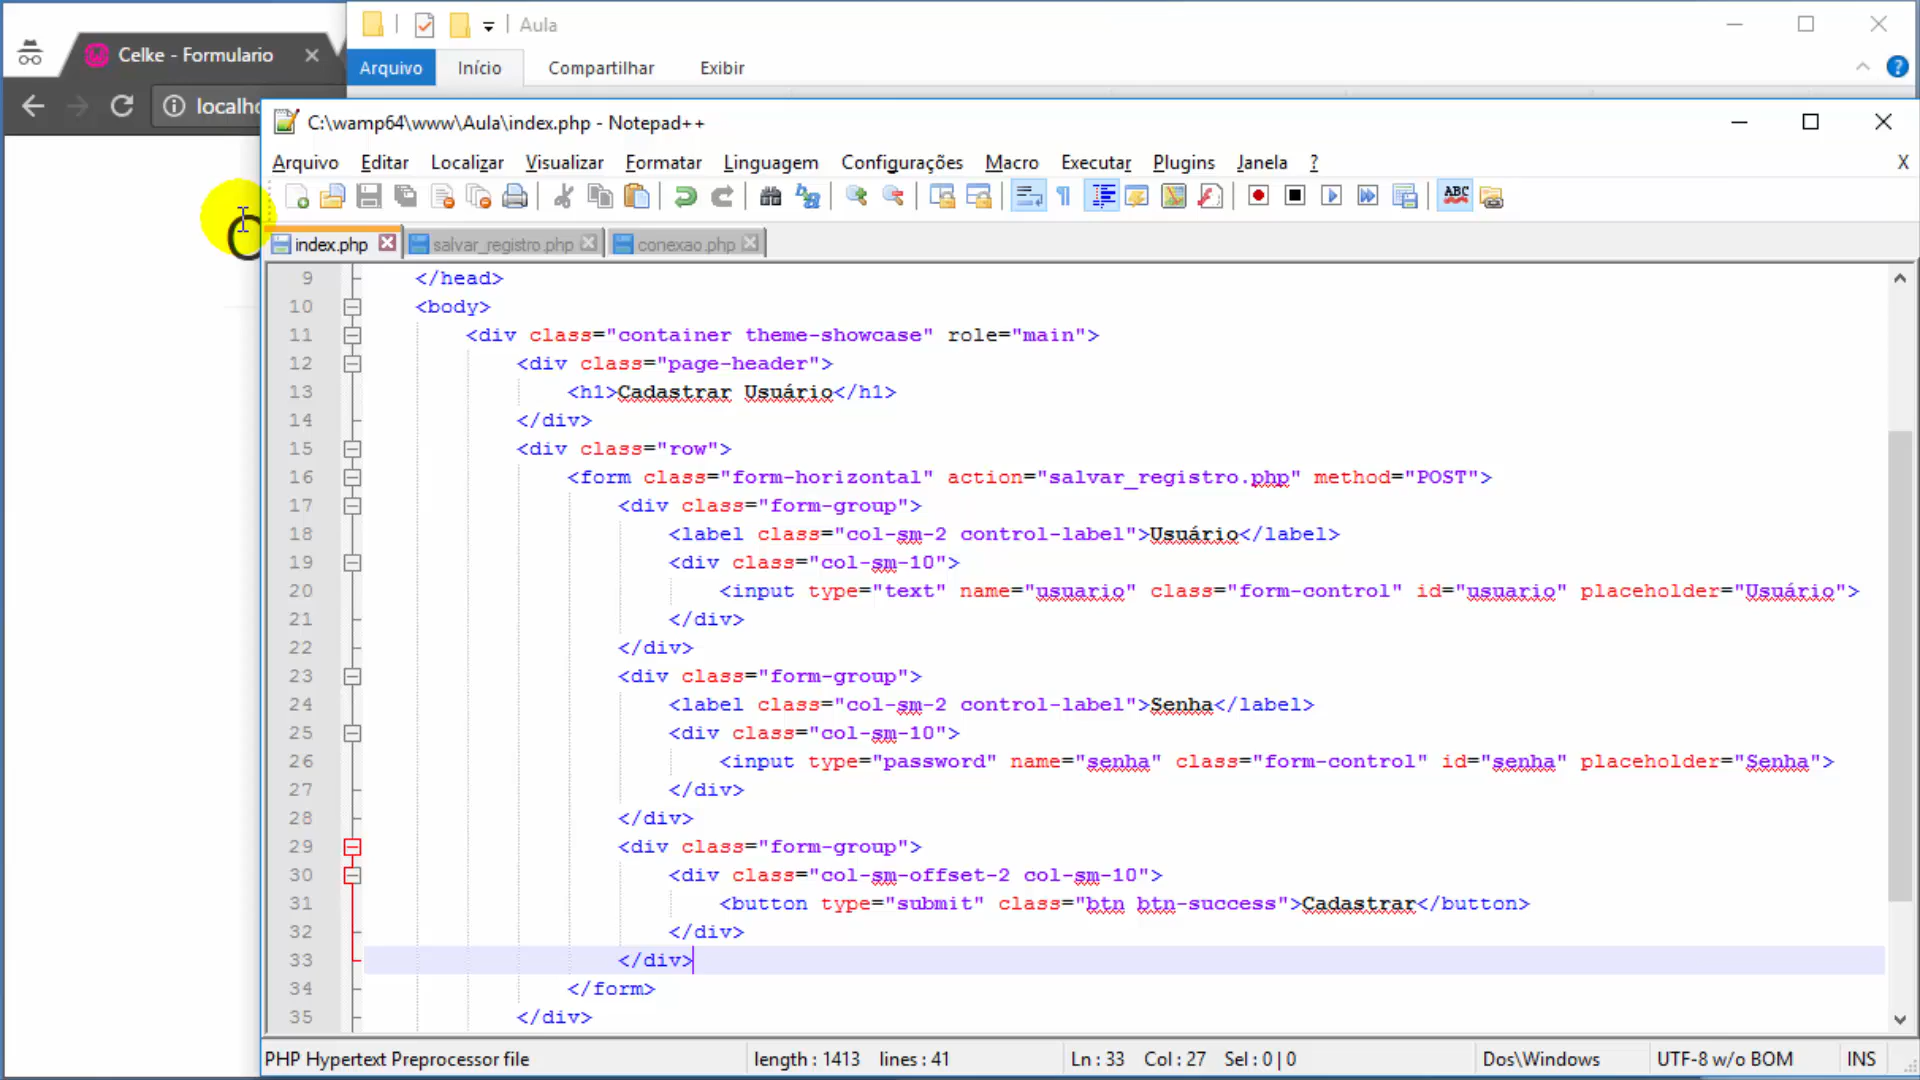 Aula
Celke - Formulario
Arquivo Início Compartilhar Exibir
localho
C:\wamp64\www\Aula\index.php - Notepad++
Arquivo Editar Localizar Visualizar Formatar Linguagem Configurações Macro Executar Plugins Janela ? X
ABC
index.php salvar_registro.php conexao.php
9 </head>
10 <body>
11 <div class="container theme-showcase" role="main">
12 <div class="page-header">
13 <h1>Cadastrar Usuário</h1>
14 </div>
15 <div class="row">
16 <form class="form-horizontal" action="salvar_registro.php" method="POST">
17 <div class="form-group">
18 <label class="col-sm-2 control-label">Usuário</label>
19 <div class="col-sm-10">
20 <input type="text" name="usuario" class="form-control" id="usuario" placeholder="Usuário">
21 </div>
22 </div>
23 <div class="form-group">
24 <label class="col-sm-2 control-label">Senha</label>
25 <div class="col-sm-10">
26 <input type="password" name="senha" class="form-control" id="senha" placeholder="Senha">
27 </div>
28 </div>
29 <div class="form-group">
30 <div class="col-sm-offset-2 col-sm-10">
31 <button type="submit" class="btn btn-success">Cadastrar</button>
32 </div>
33 </div>
34 </form>
35 </div>
PHP Hypertext Preprocessor file length : 1413 lines : 41 Ln : 33 Col : 27 Sel : 0 | 0 Dos\Windows UTF-8 w/o BOM INS